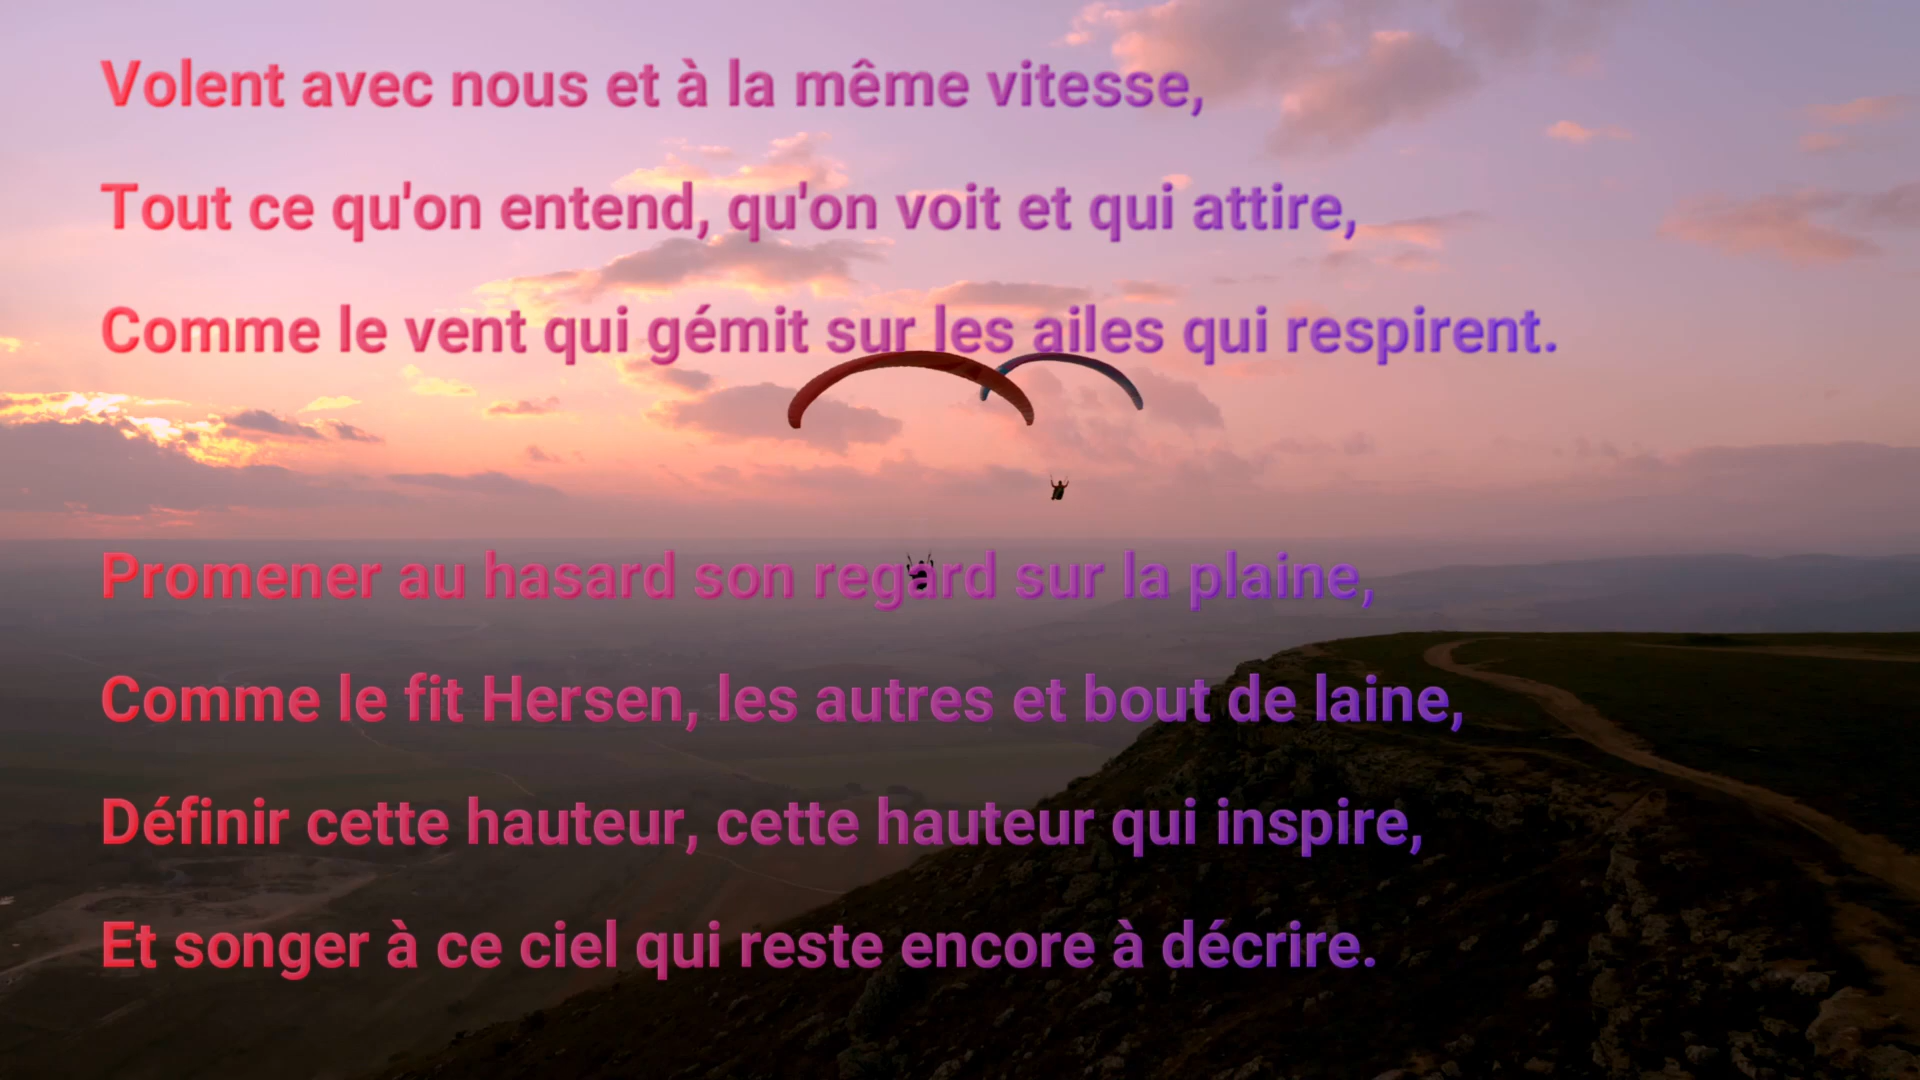 Volent avec nous et à la même vitesse,
Tout ce qu'on entend, qu'on voit et qui attire,
Comme le vent qui gémit sur les ailes qui respirent.
Promener au hasard son regard sur la plaine,
Comme le fit Hersen, les autres et bout de laine,
Définir cette hauteur, cette hauteur qui inspire,
Et songer à ce ciel qui reste encore à décrire.